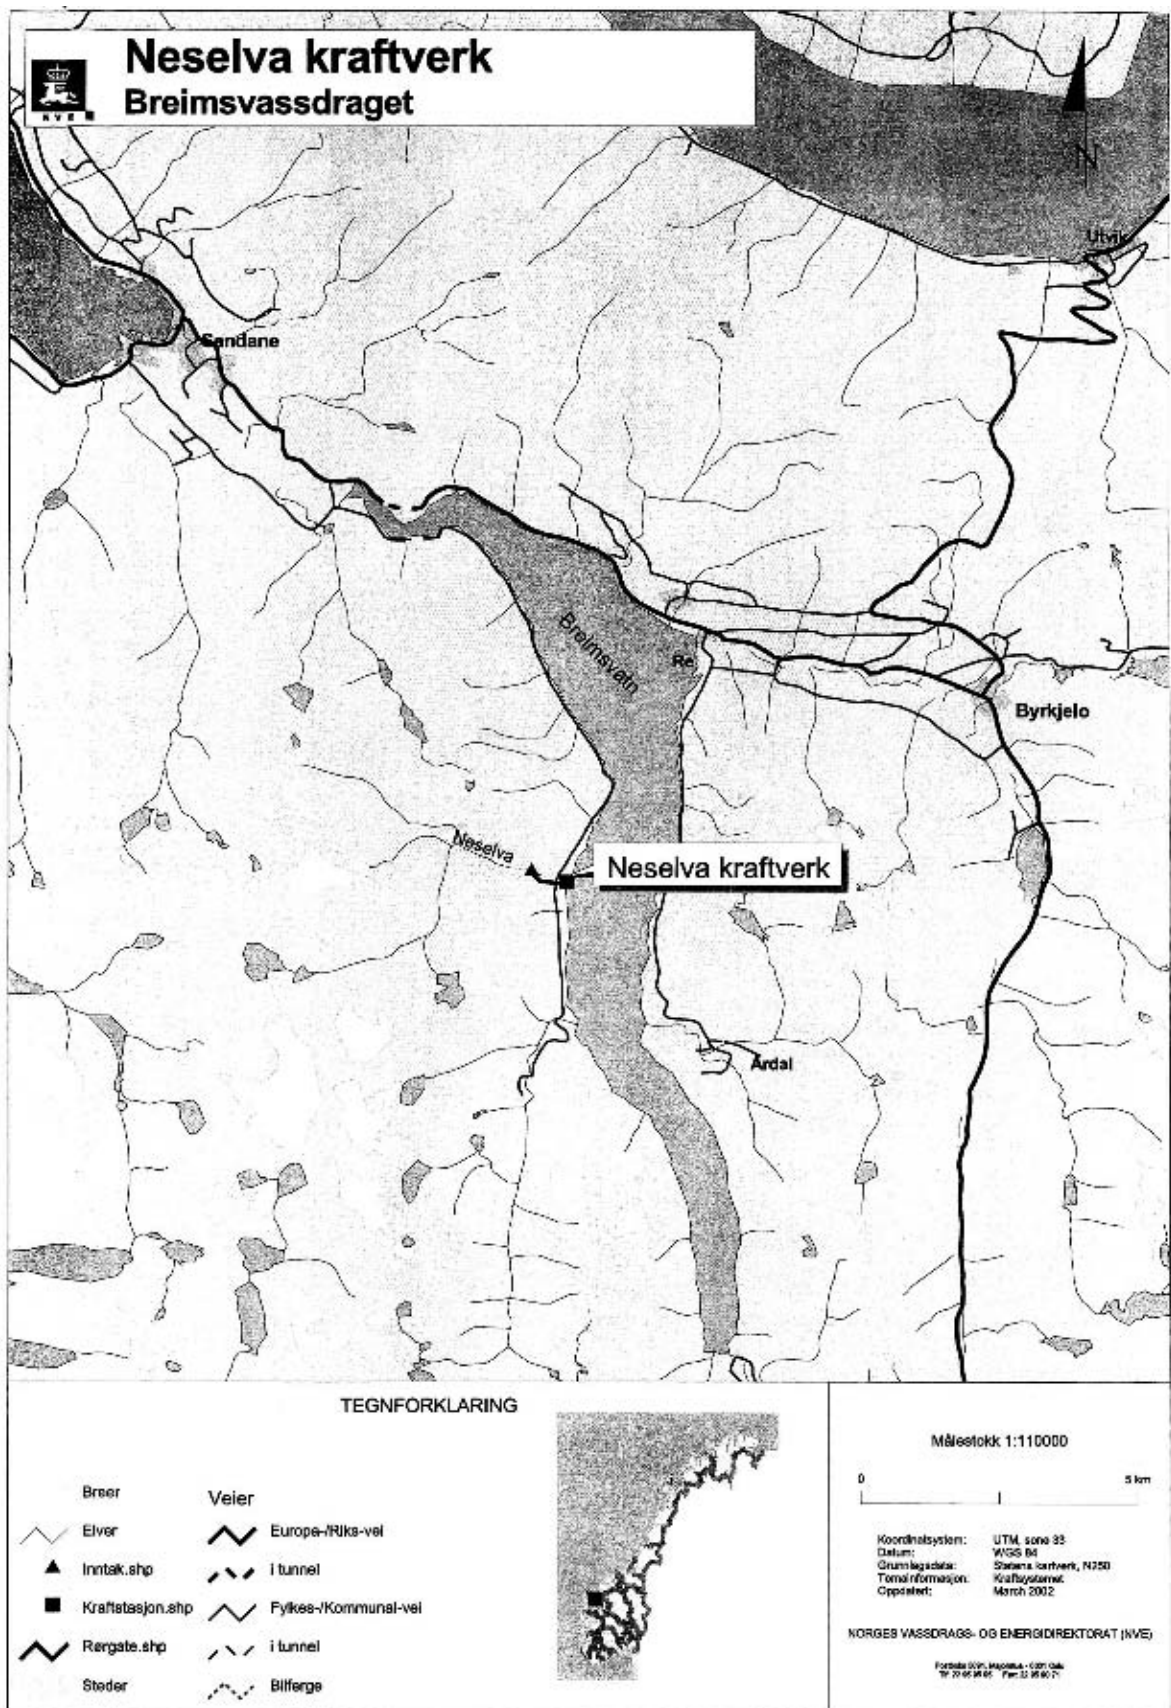 Neselva kraftverk
Breimsvassdraget
NVE
N
Utvik
Sandane
Breimsvatn
Re
Byrkjelo
Neselva
Neselva kraftverk
Årdal
TEGNFORKLARING
Breer
Elver
Inntak.shp
Kraftstasjon.shp
Rørgate.shp
Steder
Veier
Europa-/Riks-vei
i tunnel
Fylkes-/Kommunal-vei
i tunnel
Bilferge
Målestokk 1:110000
0 5 km
Koordinatsystem: UTM, sone 33
Datum: WGS 84
Grunnlagsdata: Statens kartverk, N250
Temainformasjon: Kraftsystemet
Oppdatert: March 2002
NORGES VASSDRAGS- OG ENERGIDIREKTORAT (NVE)